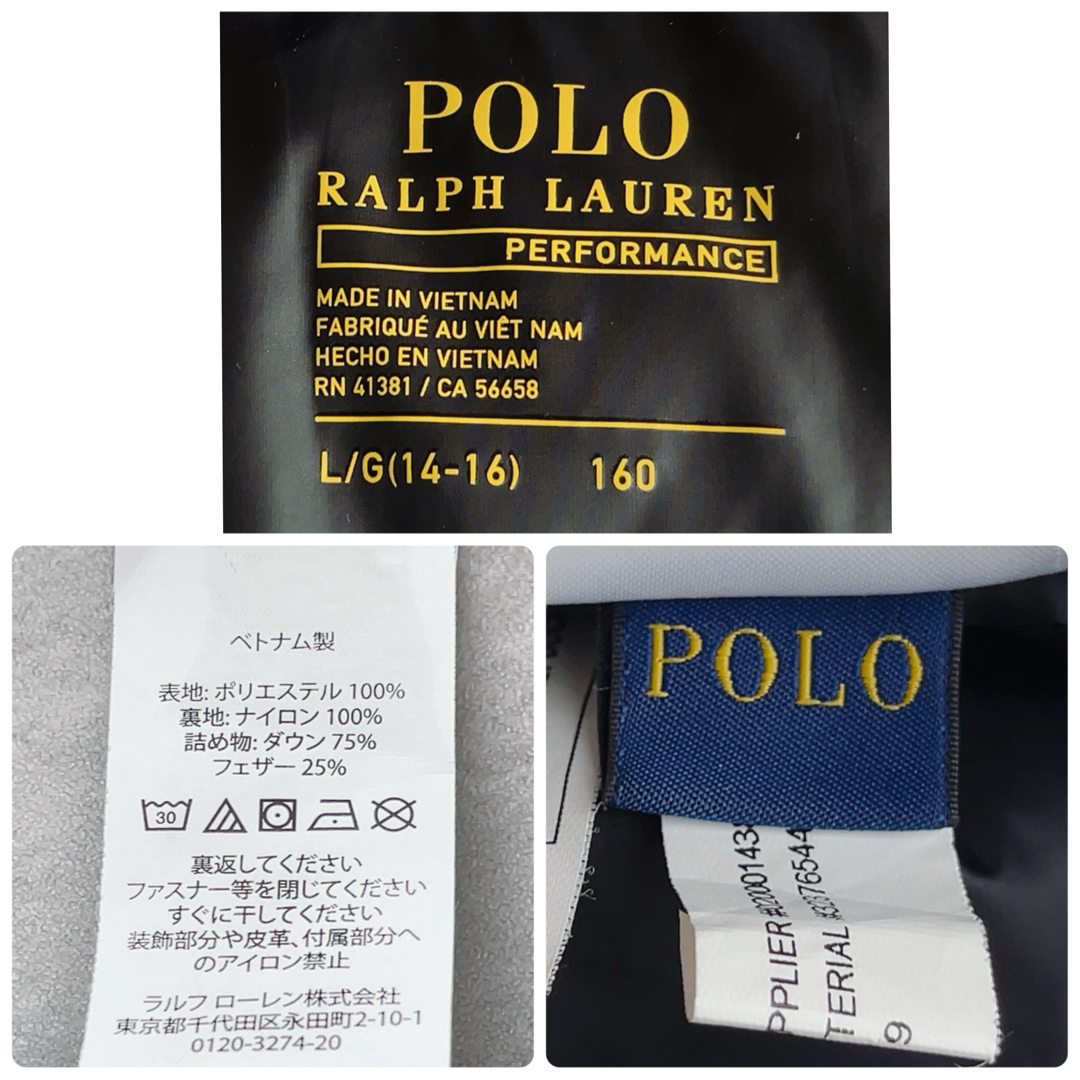 POLO
RALPH LAUREN
PERFORMANCE
MADE IN VIETNAM
FABRIQUÉ AU VIÊT NAM
HECHO EN VIETNAM
RN 41381 / CA 56658
L/G(14-16) 160
ベトナム製
表地: ポリエステル 100%
裏地: ナイロン 100%
詰め物: ダウン 75%
フェザー 25%
30
裏返してください
ファスナー等を閉じてください
すぐに干してください
装飾部分や皮革、付属部分へ
のアイロン禁止
ラルフ ローレン株式会社
東京都千代田区永田町2-10-1
0120-3274-20
POLO
PPLIER #02000143
TERIAL #32376544
9